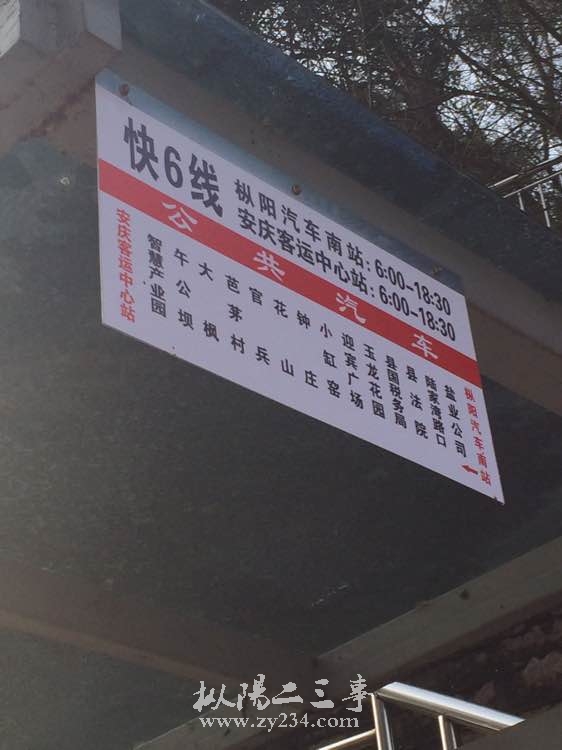 快6线
枞阳汽车南站:6:00-18:30
安庆客运中心站:6:00-18:30
公共汽车
枞阳汽车南站
盐业公司
陆家湾路口
县法院
县国税务局
玉龙花园
迎宾广场
小缸窑
钟庄
花山
官兵
芭茅村
大枫
午公坝
智慧产业园
安庆客运中心站
枞陽二三事
www.zy234.com